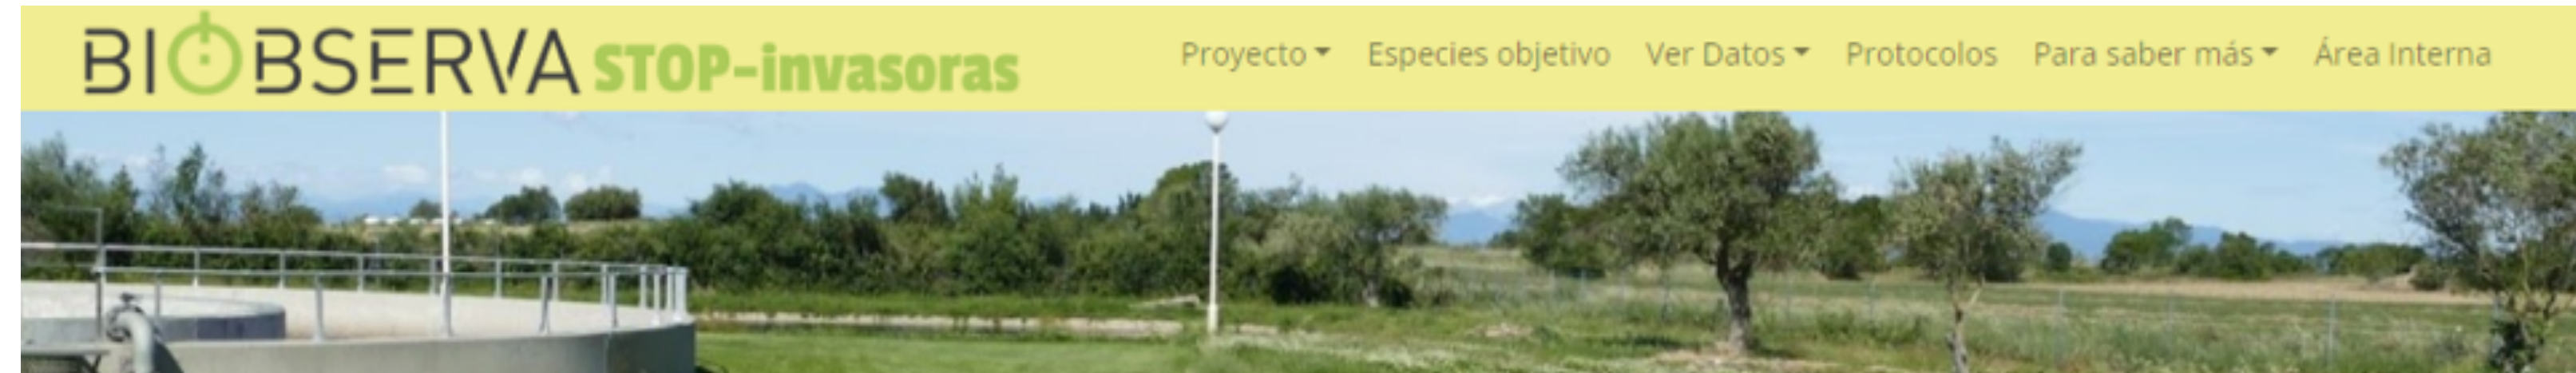 BIOBSERVA STOP-invasoras
Proyecto Especies objetivo Ver Datos Protocolos Para saber más Área Interna